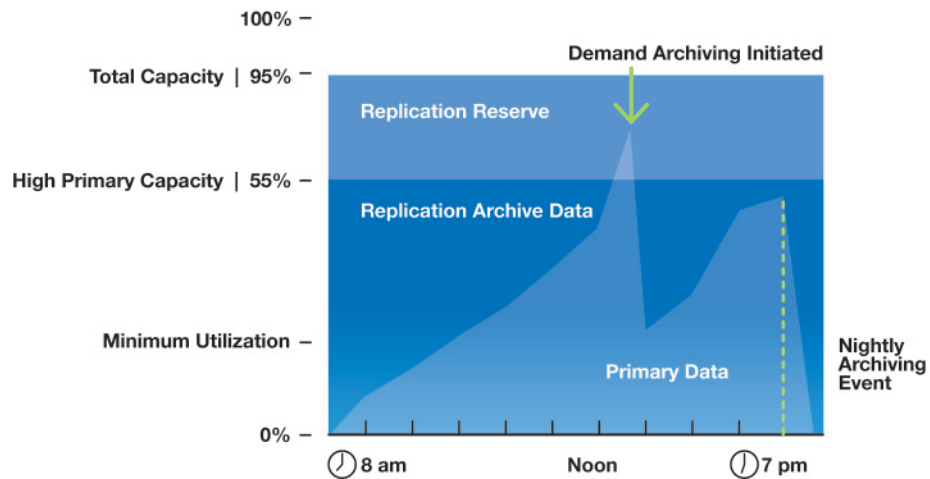 100%
Demand Archiving Initiated
Total Capacity | 95%
Replication Reserve
High Primary Capacity | 55%
Replication Archive Data
Minimum Utilization
Nightly
Archiving
Event
Primary Data
0%
8 am
Noon
7 pm